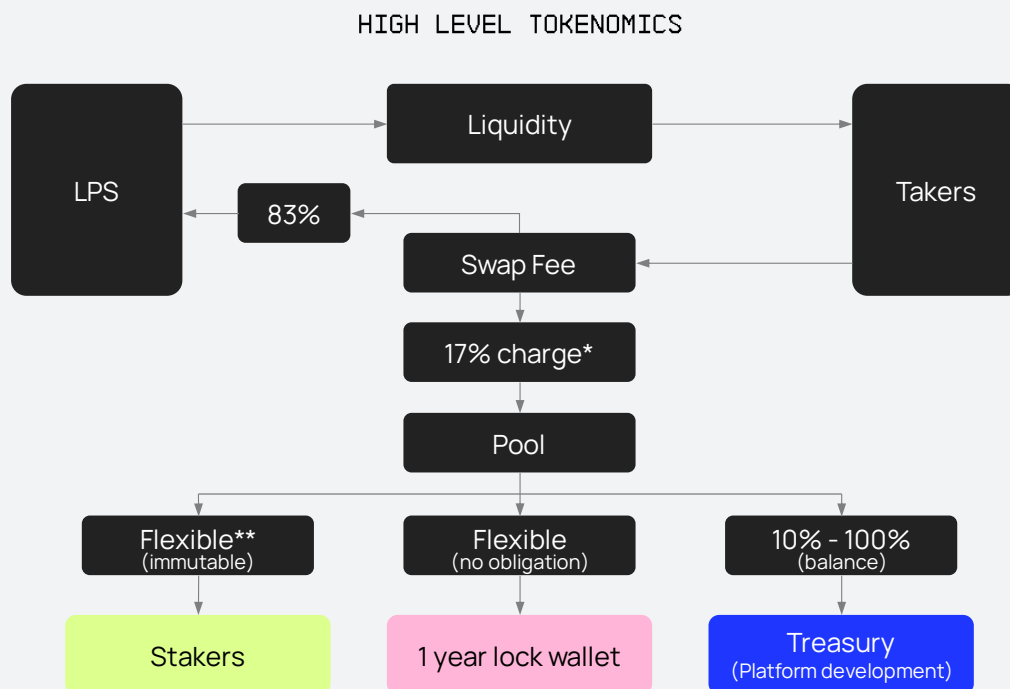 HIGH LEVEL TOKENOMICS
Liquidity
LPS
Takers
83%
Swap Fee
17% charge*
Pool
Flexible**
(immutable)
Flexible
(no obligation)
10% - 100%
(balance)
Stakers
1 year lock wallet
Treasury
(Platform development)